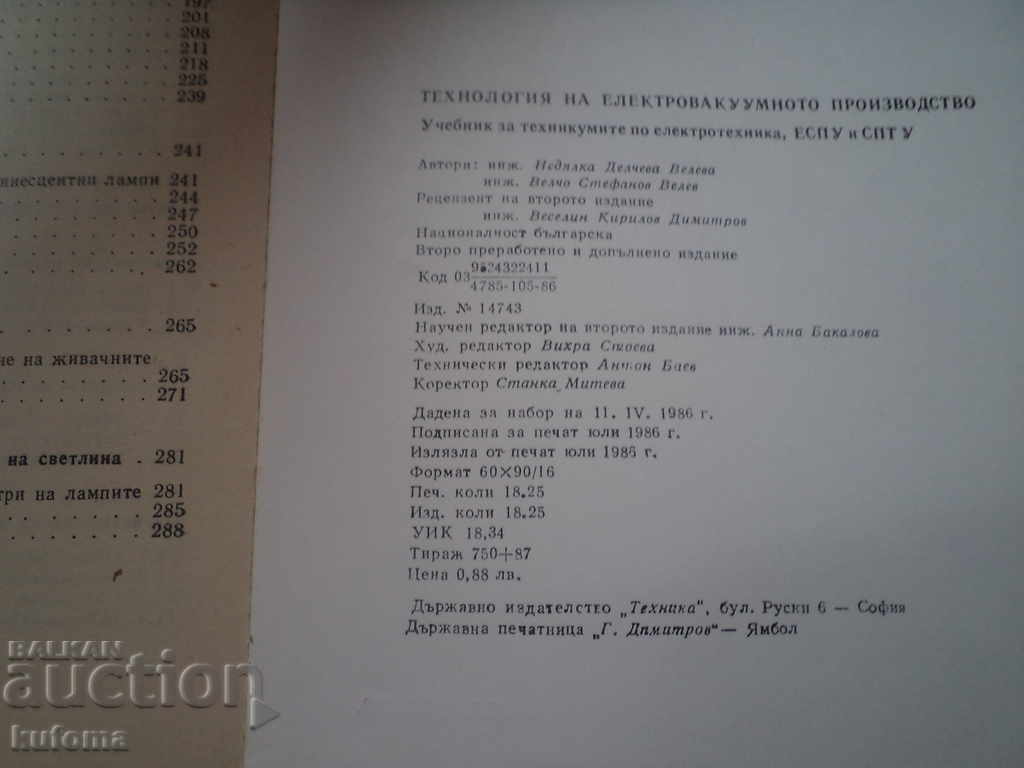 197
201
208
211
218
225
239
241
лампи 241
244
247
250
252
262
265
не на живачните
265
271
на светлина . 281
три на лампите 281
285
288
ТЕХНОЛОГИЯ НА ЕЛЕКТРОВАКУУМНОТО ПРОИЗВОДСТВО
Учебник за техникумите по електротехника, ЕСПУ и СПТУ
Автори: инж. Недялка Делчева Велева
инж. Велчо Стефанов Велев
Рецензент на второто издание
инж. Веселин Кирилов Димитров
Националност българска
Второ преработено и допълнено издание
Код 03 9524322411
4785-105-86
Изд. № 14743
Научен редактор на второто издание инж. Анна Бакалова
Худ. редактор Вихра Стоева
Технически редактор Антон Баев
Коректор Станка Митева
Дадена за набор на 11. IV. 1986 г.
Подписана за печат юли 1986 г.
Излязла от печат юли 1986 г.
Формат 60×90/16
Печ. коли 18.25
Изд. коли 18.25
УИК 18,34
Тираж 750+87
Цена 0,88 лв.
Държавно издателство „Техника", бул. Руски 6 — София
Държавна печатница „Г. Димитров"— Ямбол
BALKAN
auction
kufoma